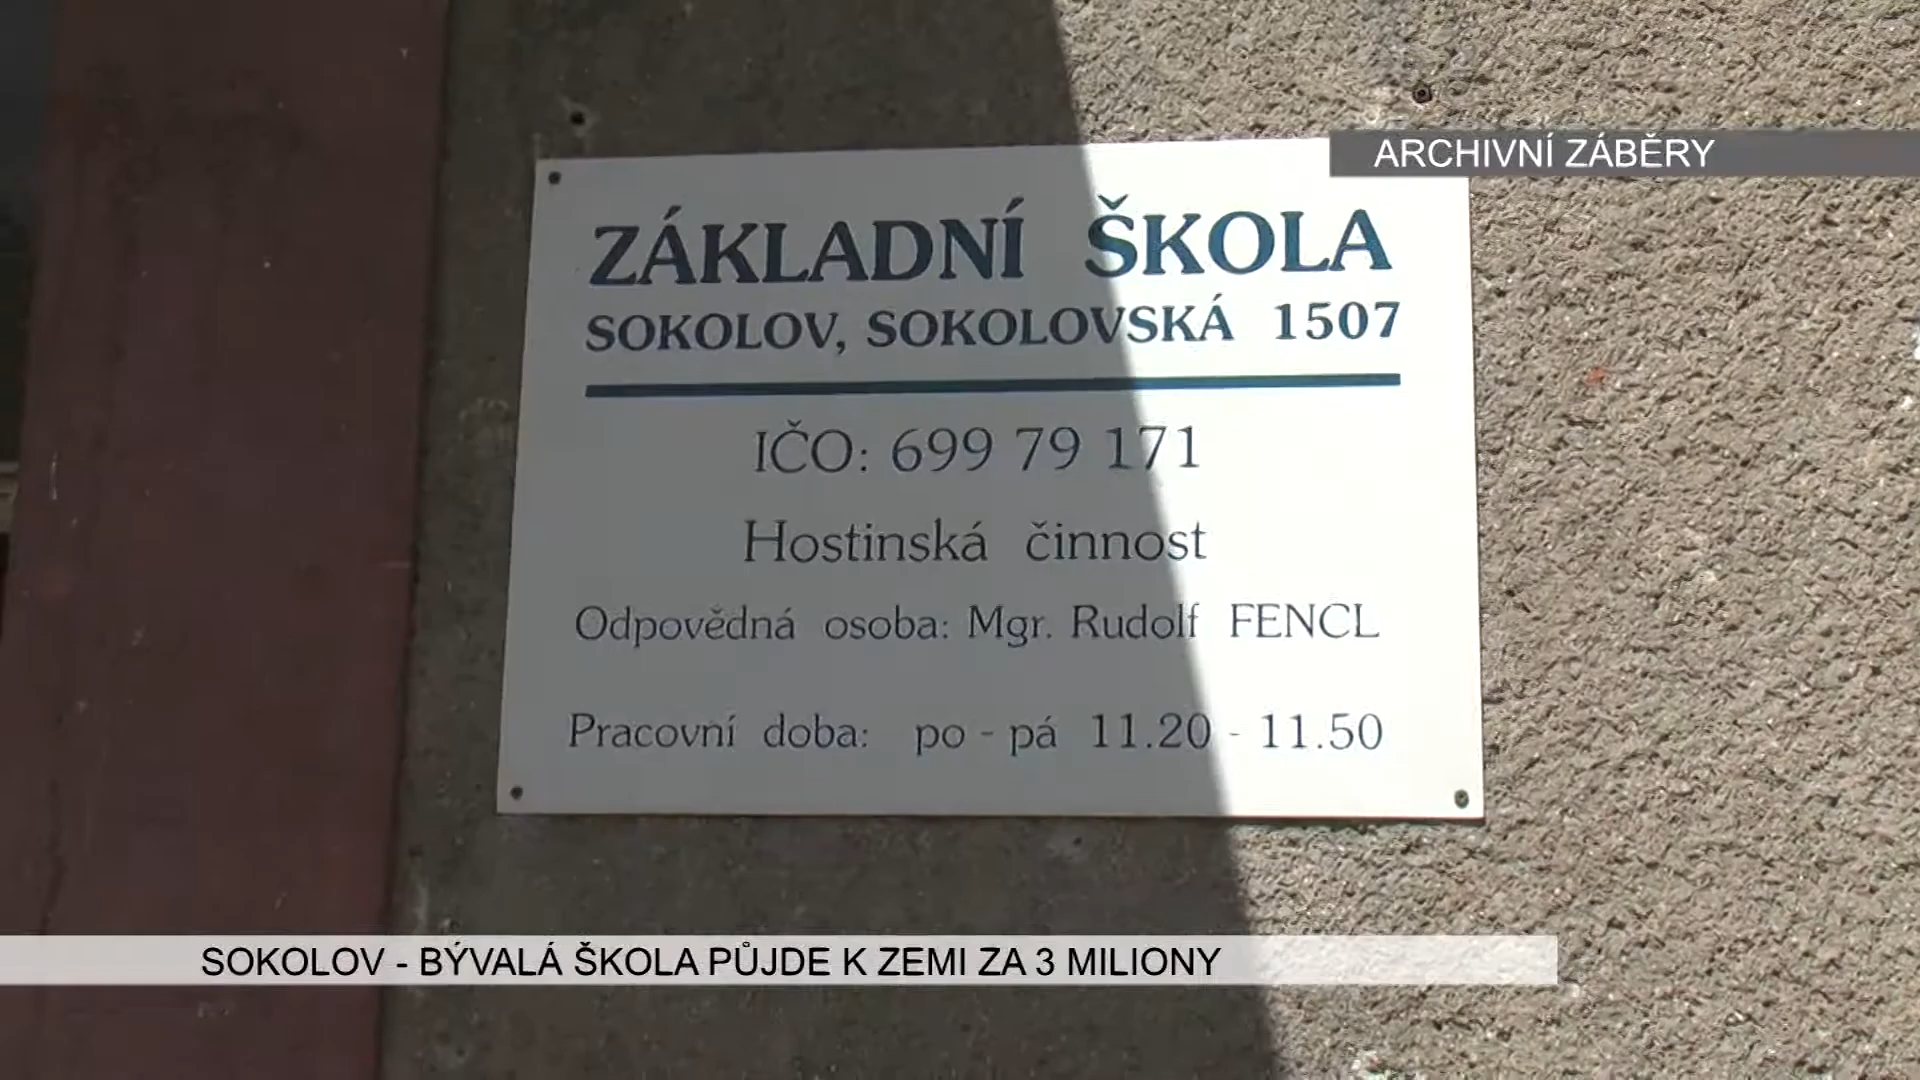 ARCHIVNÍ ZÁBĚRY
ZÁKLADNÍ ŠKOLA
SOKOLOV, SOKOLOVSKÁ 1507
IČO: 699 79 171
Hostinská činnost
Odpovědná osoba: Mgr. Rudolf FENCL
Pracovní doba: po - pá 11.20 - 11.50
SOKOLOV - BÝVALÁ ŠKOLA PŮJDE K ZEMI ZA 3 MILIONY